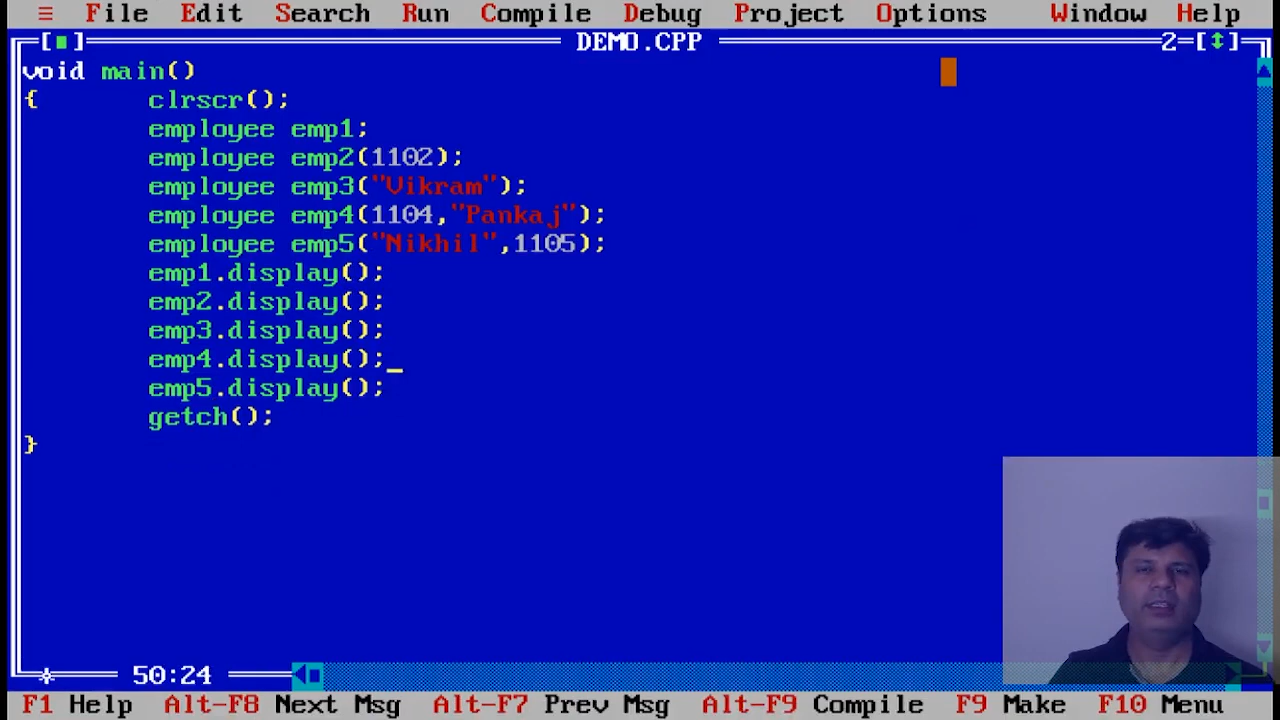 ≡ File Edit Search Run Compile Debug Project Options Window Help
[■] DEMO.CPP 2=[↕]
void main()
{ clrscr();
employee emp1;
employee emp2(1102);
employee emp3("Vikram");
employee emp4(1104,"Pankaj");
employee emp5("Nikhil",1105);
emp1.display();
emp2.display();
emp3.display();
emp4.display();_
emp5.display();
getch();
}
50:24
F1 Help Alt-F8 Next Msg Alt-F7 Prev Msg Alt-F9 Compile F9 Make F10 Menu